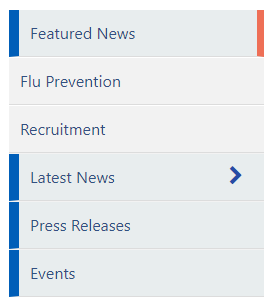 Featured News
Flu Prevention
Recruitment
Latest News
Press Releases
Events